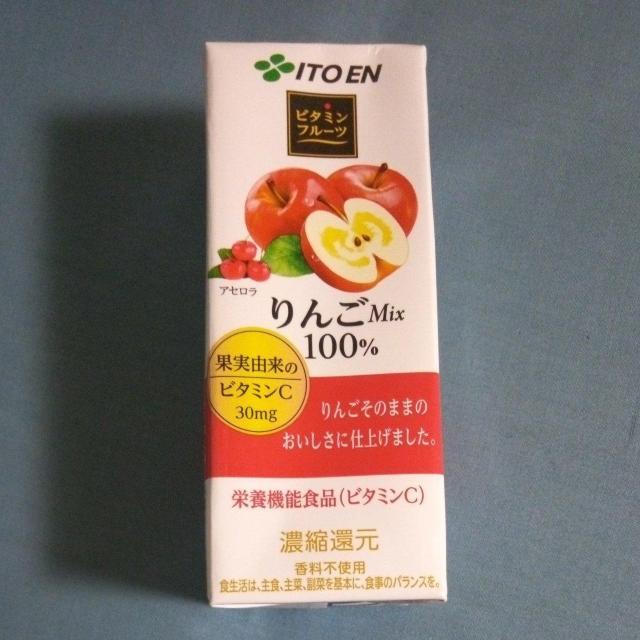 ITO EN
ビタミン
フルーツ
アセロラ
りんごMix
100%
果実由来の
ビタミンC
30mg
りんごそのままの
おいしさに仕上げました。
栄養機能食品(ビタミンC)
濃縮還元
香料不使用
食生活は、主食、主菜、副菜を基本に、食事のバランスを。